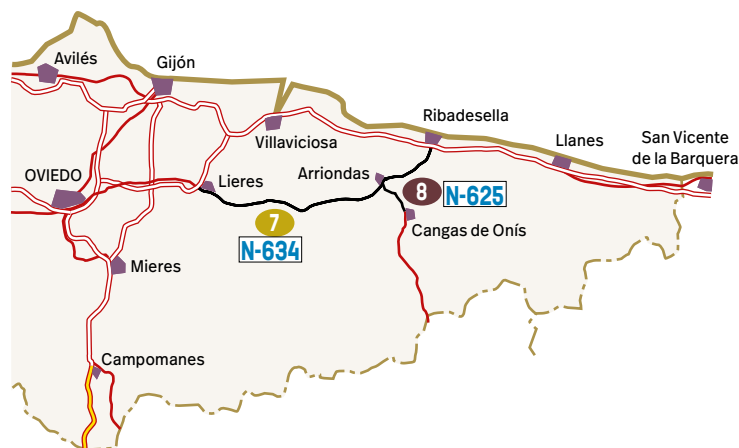 Avilés
Gijón
Ribadesella
Villaviciosa
Llanes
San Vicente
de la Barquera
OVIEDO
Lieres
Arriondas
8
N-625
7
N-634
Cangas de Onís
Mieres
Campomanes